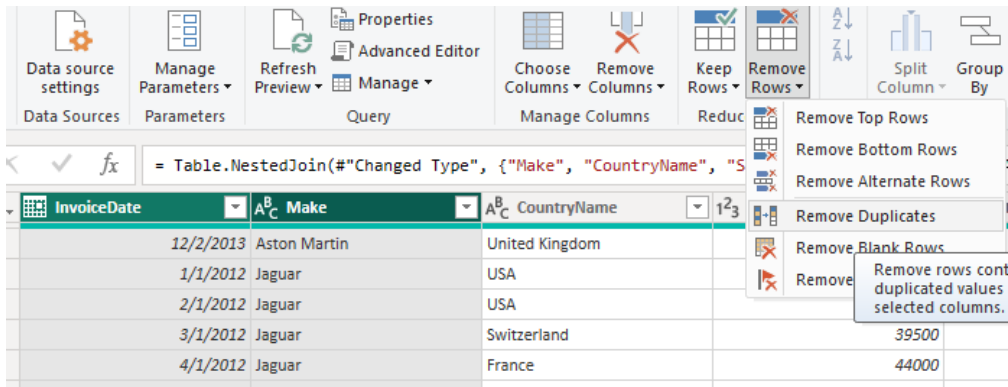 Data source settings
Manage Parameters
Refresh Preview
Properties
Advanced Editor
Manage
Choose Columns
Remove Columns
Keep Rows
Remove Rows
Split Column
Group By
Data Sources
Parameters
Query
Manage Columns
Reduc
Remove Top Rows
Remove Bottom Rows
Remove Alternate Rows
Remove Duplicates
Remove Blank Rows
Remove
Remove rows cont
duplicated values
selected columns.
fx = Table.NestedJoin(#"Changed Type", {"Make", "CountryName", "S
InvoiceDate ABC Make ABC CountryName 123
12/2/2013 Aston Martin United Kingdom
1/1/2012 Jaguar USA
2/1/2012 Jaguar USA
3/1/2012 Jaguar Switzerland 39500
4/1/2012 Jaguar France 44000